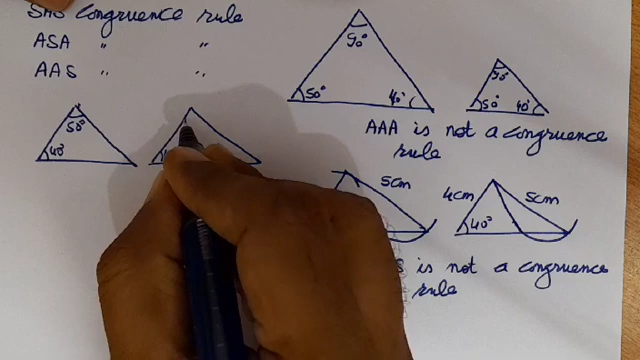 SAS congruence rule
ASA " "
AAS " "
90°
50° 40°
90°
50° 40°
AAA is not a congruence
rule
50°
40°
5cm
4cm 5cm
40°
is not a congruence
rule